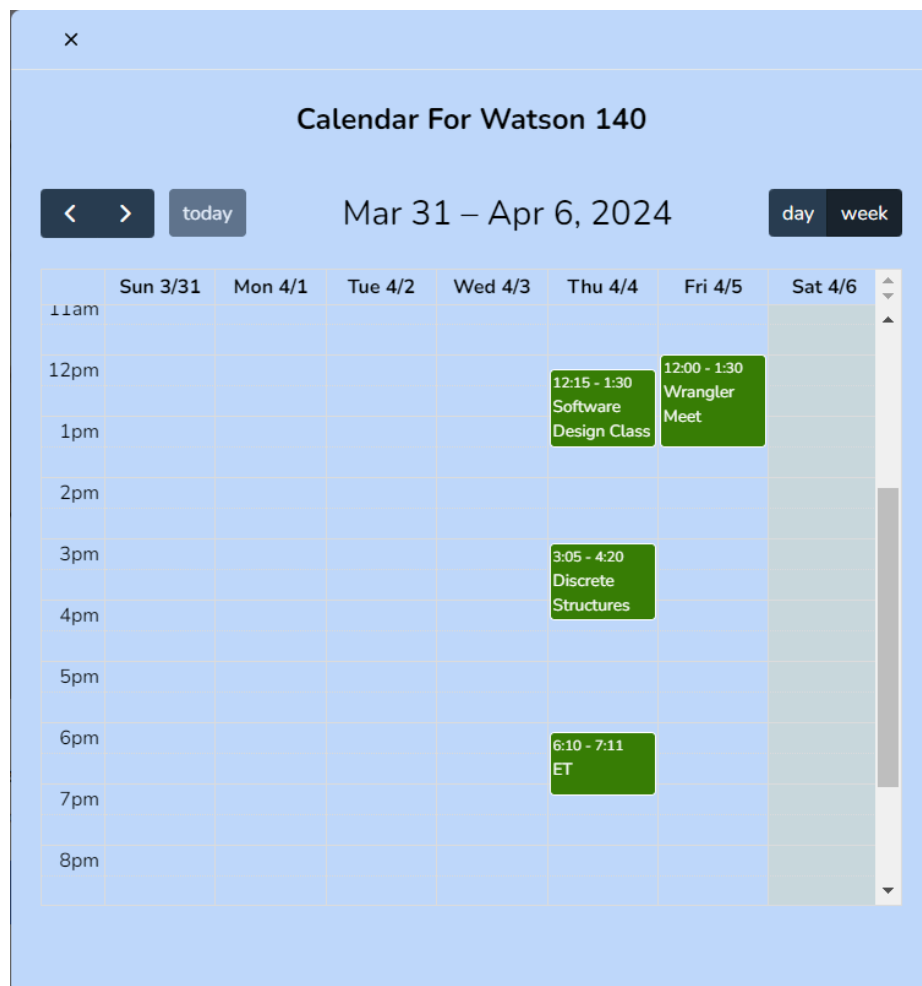 ×
Calendar For Watson 140
today
Mar 31 – Apr 6, 2024
day week
Sun 3/31 Mon 4/1 Tue 4/2 Wed 4/3 Thu 4/4 Fri 4/5 Sat 4/6
11am
12pm
12:00 - 1:30
Wrangler
Meet
12:15 - 1:30
Software
Design Class
1pm
2pm
3pm
3:05 - 4:20
Discrete
Structures
4pm
5pm
6pm
6:10 - 7:11
ET
7pm
8pm